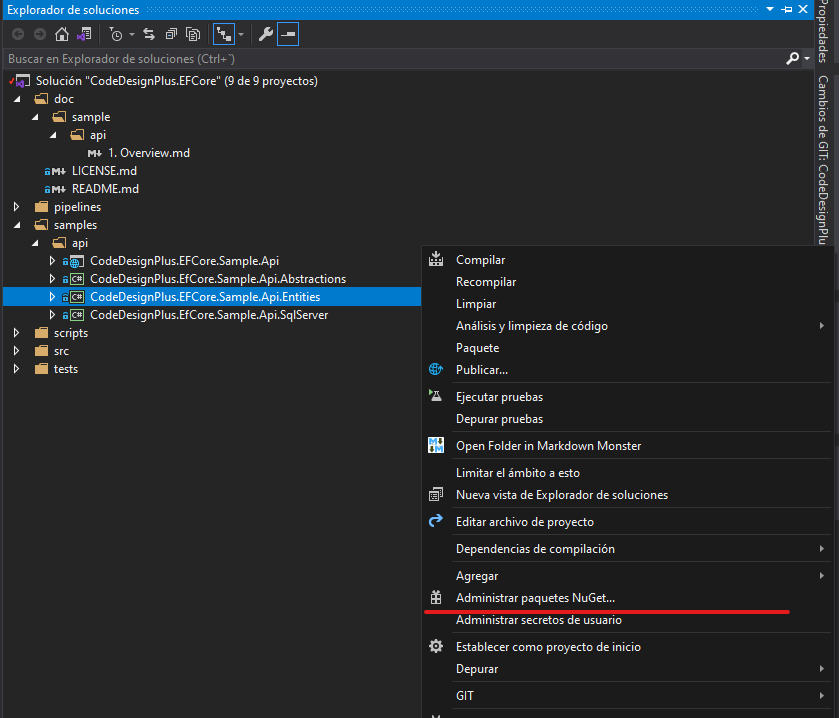 Explorador de soluciones
Buscar en Explorador de soluciones (Ctrl+¨)
Solución "CodeDesignPlus.EFCore" (9 de 9 proyectos)
doc
sample
api
1. Overview.md
LICENSE.md
README.md
pipelines
samples
api
CodeDesignPlus.EFCore.Sample.Api
CodeDesignPlus.EfCore.Sample.Api.Abstractions
CodeDesignPlus.EFCore.Sample.Api.Entities
CodeDesignPlus.EfCore.Sample.Api.SqlServer
scripts
src
tests
Compilar
Recompilar
Limpiar
Análisis y limpieza de código
Paquete
Publicar...
Ejecutar pruebas
Depurar pruebas
Open Folder in Markdown Monster
Limitar el ámbito a esto
Nueva vista de Explorador de soluciones
Editar archivo de proyecto
Dependencias de compilación
Agregar
Administrar paquetes NuGet...
Administrar secretos de usuario
Establecer como proyecto de inicio
Depurar
GIT
Propiedades
Cambios de GIT: CodeDesignPlu